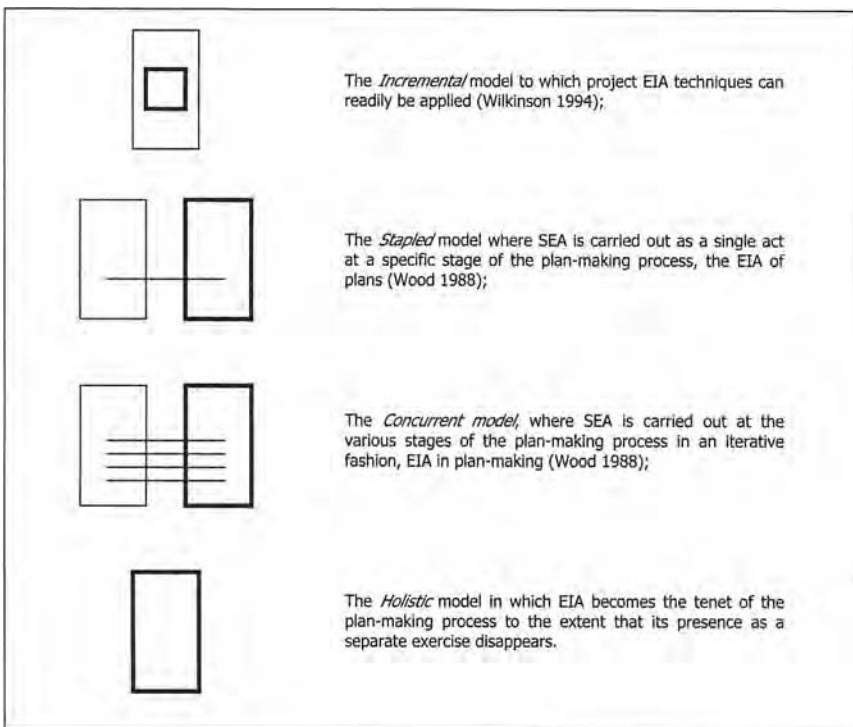 The Incremental model to which project EIA techniques can
readily be applied (Wilkinson 1994);
The Stapled model where SEA is carried out as a single act
at a specific stage of the plan-making process, the EIA of
plans (Wood 1988);
The Concurrent model, where SEA is carried out at the
various stages of the plan-making process in an iterative
fashion, EIA in plan-making (Wood 1988);
The Holistic model in which EIA becomes the tenet of the
plan-making process to the extent that its presence as a
separate exercise disappears.